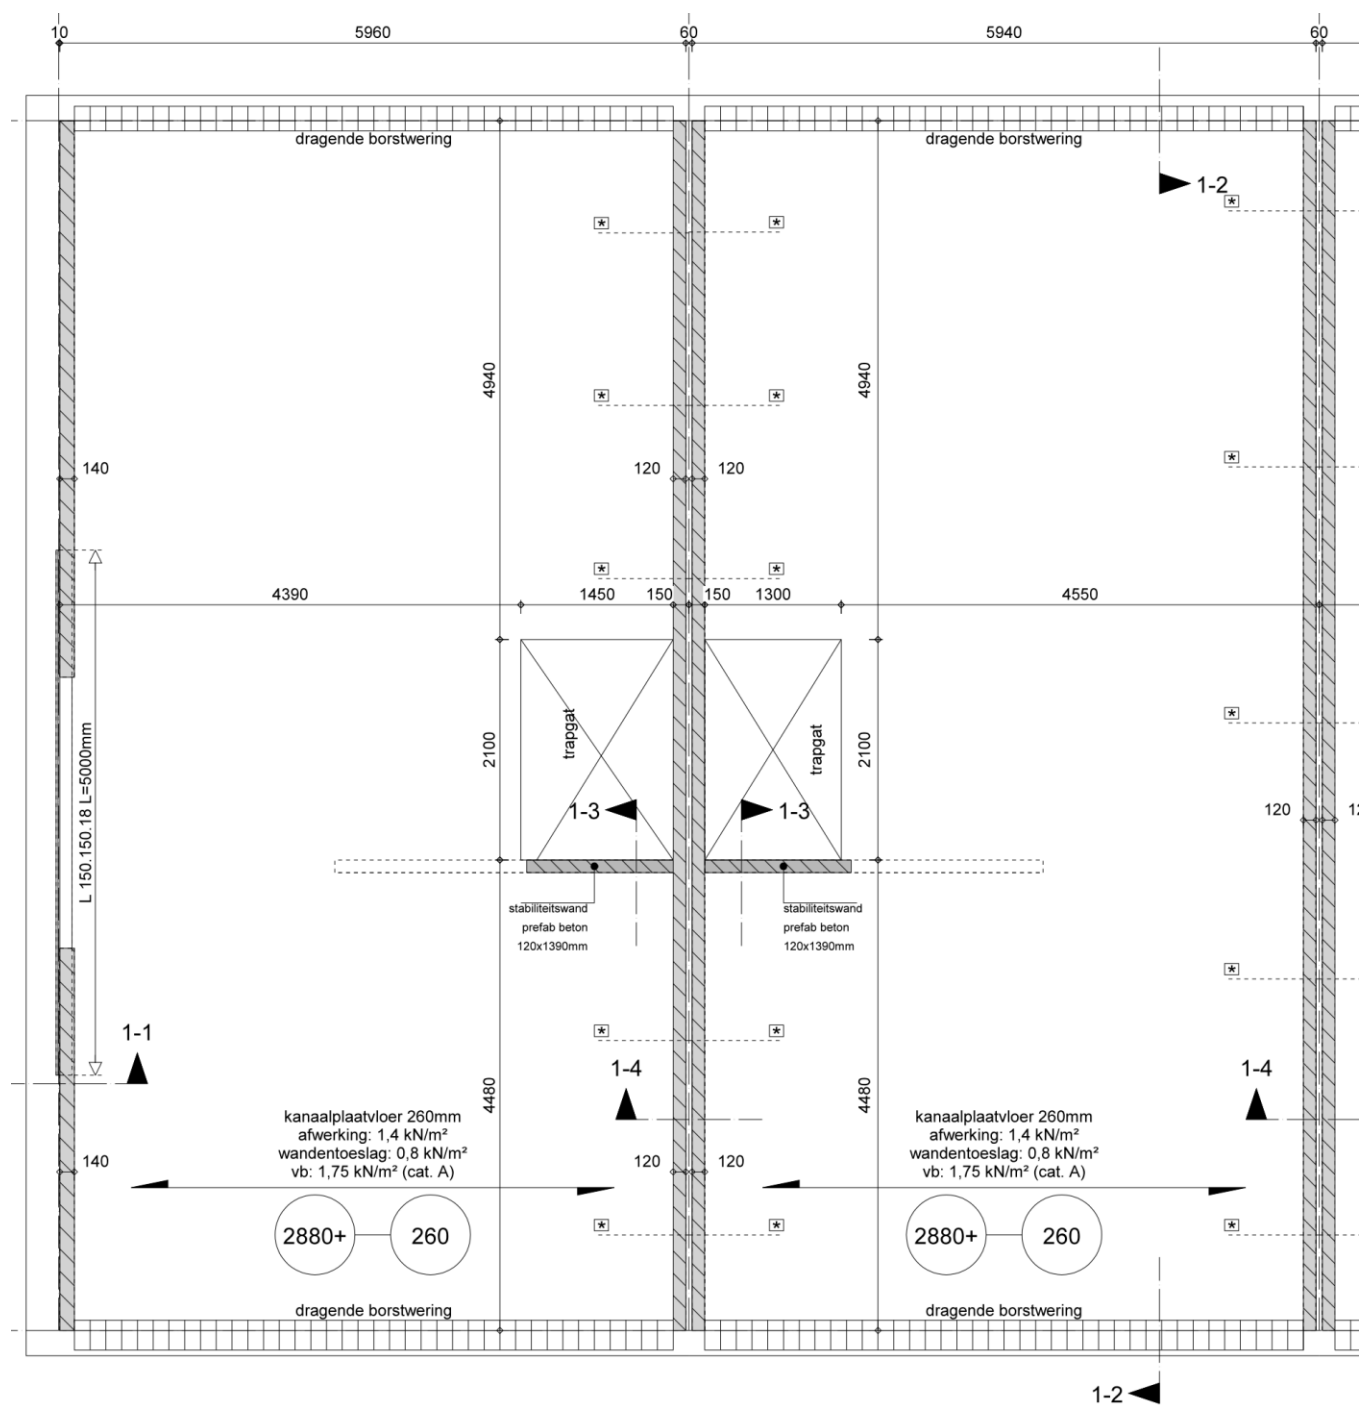 10
5960
60
5940
60
dragende borstwering
dragende borstwering
1-2
*
*
*
4940
4940
*
*
*
140
120
120
*
*
4390
1450
150
150
1300
4550
L 150.150.18 L=5000mm
2100
trapgat
trapgat
2100
*
1-3
1-3
120
stabiliteitswand
prefab beton
120x1390mm
stabiliteitswand
prefab beton
120x1390mm
*
1-1
*
*
1-4
1-4
4480
4480
kanaalplaatvloer 260mm
afwerking: 1,4 kN/m²
wandentoeslag: 0,8 kN/m²
vb: 1,75 kN/m² (cat. A)
kanaalplaatvloer 260mm
afwerking: 1,4 kN/m²
wandentoeslag: 0,8 kN/m²
vb: 1,75 kN/m² (cat. A)
140
120
120
2880+
260
*
*
2880+
260
*
dragende borstwering
dragende borstwering
1-2